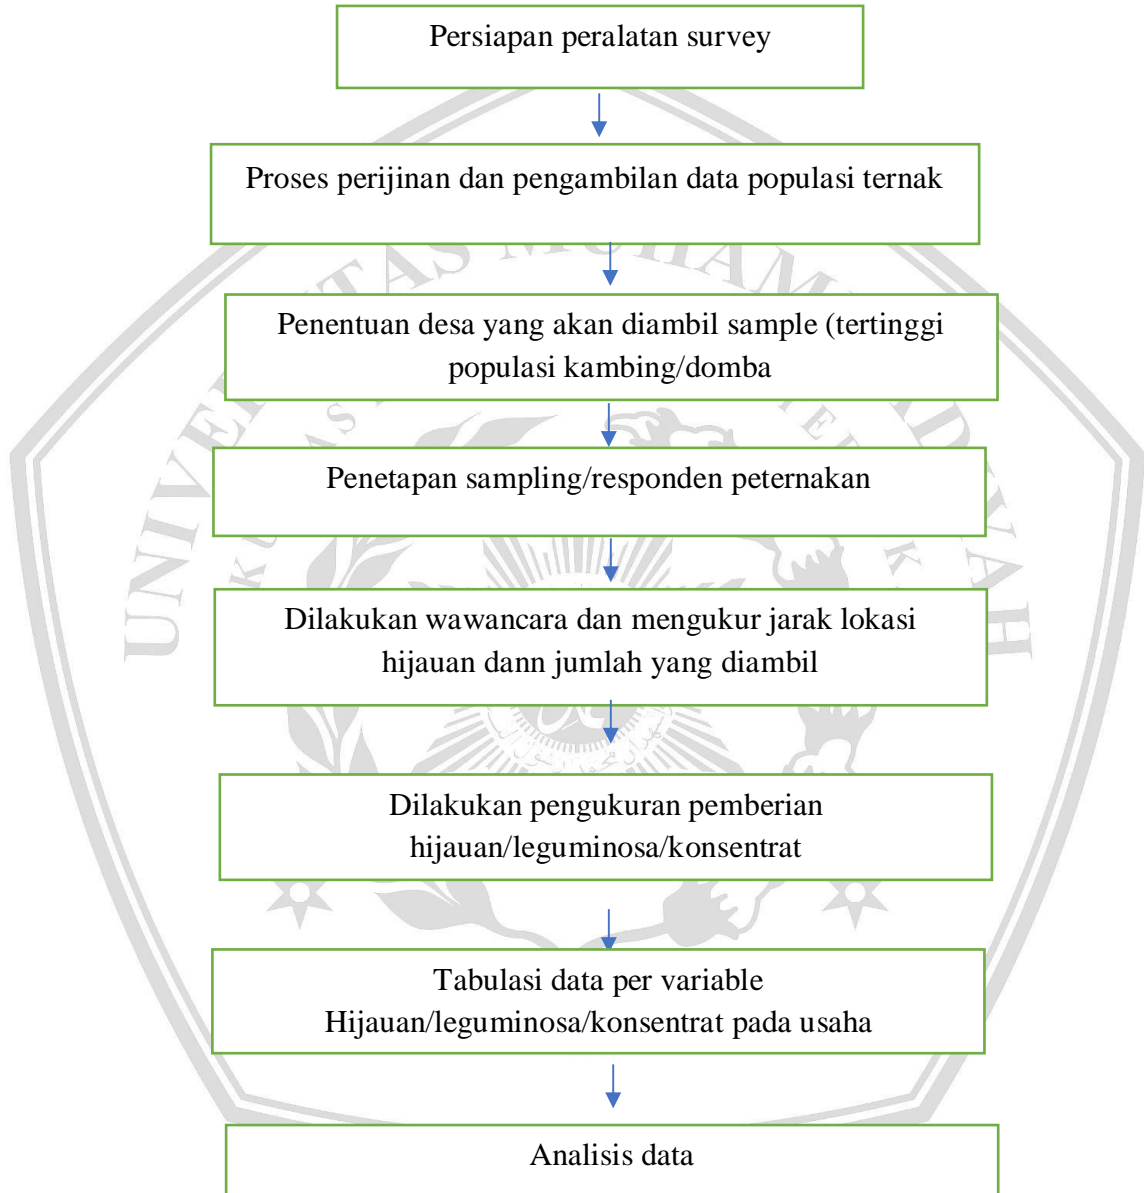 Persiapan peralatan survey
Proses perijinan dan pengambilan data populasi ternak
Penentuan desa yang akan diambil sample (tertinggi
populasi kambing/domba
Penetapan sampling/responden peternakan
Dilakukan wawancara dan mengukur jarak lokasi
hijauan dann jumlah yang diambil
Dilakukan pengukuran pemberian
hijauan/leguminosa/konsentrat
Tabulasi data per variable
Hijauan/leguminosa/konsentrat pada usaha
Analisis data